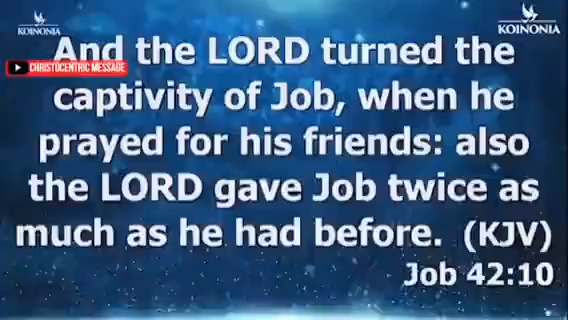 KOINONIA
KOINONIA
And the LORD turned the
CHRISTOCENTRIC MESSAGE
captivity of Job, when he
prayed for his friends: also
the LORD gave Job twice as
much as he had before. (KJV)
Job 42:10